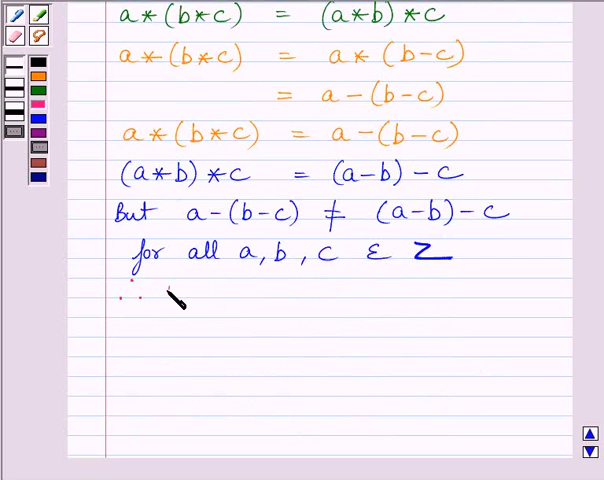 a*(b*c) = (a*b)*c
a*(b*c) = a*(b-c)
= a-(b-c)
a*(b*c) = a-(b-c)
(a*b)*c = (a-b)-c
But a-(b-c) ≠ (a-b)-c
for all a, b, c ε Z
∴